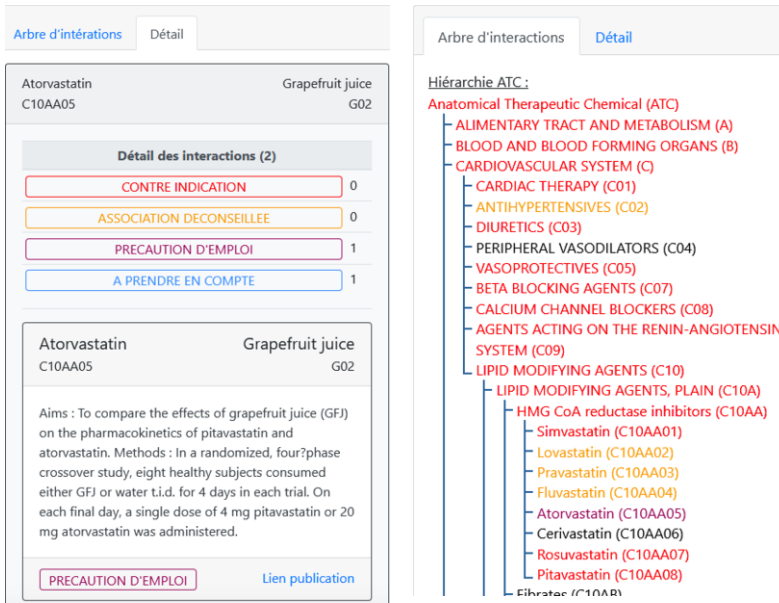 Arbre d'intérations
Détail
Atorvastatin
Grapefruit juice
C10AA05
G02
Détail des interactions (2)
CONTRE INDICATION
0
ASSOCIATION DECONSEILLEE
0
PRECAUTION D'EMPLOI
1
A PRENDRE EN COMPTE
1
Atorvastatin
Grapefruit juice
C10AA05
G02
Aims : To compare the effects of grapefruit juice (GFJ)
on the pharmacokinetics of pitavastatin and
atorvastatin. Methods : In a randomized, four?phase
crossover study, eight healthy subjects consumed
either GFJ or water t.i.d. for 4 days in each trial. On
each final day, a single dose of 4 mg pitavastatin or 20
mg atorvastatin was administered.
PRECAUTION D'EMPLOI
Lien publication
Arbre d'interactions
Détail
Hiérarchie ATC :
Anatomical Therapeutic Chemical (ATC)
ALIMENTARY TRACT AND METABOLISM (A)
BLOOD AND BLOOD FORMING ORGANS (B)
CARDIOVASCULAR SYSTEM (C)
CARDIAC THERAPY (C01)
ANTIHYPERTENSIVES (C02)
DIURETICS (C03)
PERIPHERAL VASODILATORS (C04)
VASOPROTECTIVES (C05)
BETA BLOCKING AGENTS (C07)
CALCIUM CHANNEL BLOCKERS (C08)
AGENTS ACTING ON THE RENIN-ANGIOTENSIN
SYSTEM (C09)
LIPID MODIFYING AGENTS (C10)
LIPID MODIFYING AGENTS, PLAIN (C10A)
HMG CoA reductase inhibitors (C10AA)
Simvastatin (C10AA01)
Lovastatin (C10AA02)
Pravastatin (C10AA03)
Fluvastatin (C10AA04)
Atorvastatin (C10AA05)
Cerivastatin (C10AA06)
Rosuvastatin (C10AA07)
Pitavastatin (C10AA08)
Fibrates (C10AB)